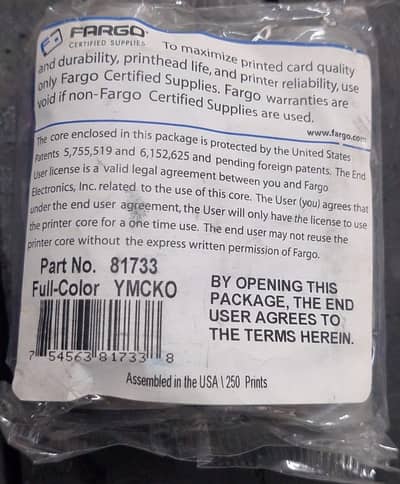 FARGO
CERTIFIED SUPPLIES
To maximize printed card quality
and durability, printhead life, and printer reliability, use
only Fargo Certified Supplies. Fargo warranties are
void if non-Fargo Certified Supplies are used.
www.fargo.com
The core enclosed in this package is protected by the United States
Patents 5,755,519 and 6,152,625 and pending foreign patents. The End
User license is a valid legal agreement between you and Fargo
Electronics, Inc. related to the use of this core. The User (you) agrees that
under the end user agreement, the User will only have the license to use
the printer core for a one time use. The end user may not reuse the
printer core without the express written permission of Fargo.
Part No. 81733
Full-Color YMCKO
7 54563 81733 8
BY OPENING THIS
PACKAGE, THE END
USER AGREES TO
THE TERMS HEREIN.
Assembled in the USA \ 250 Prints